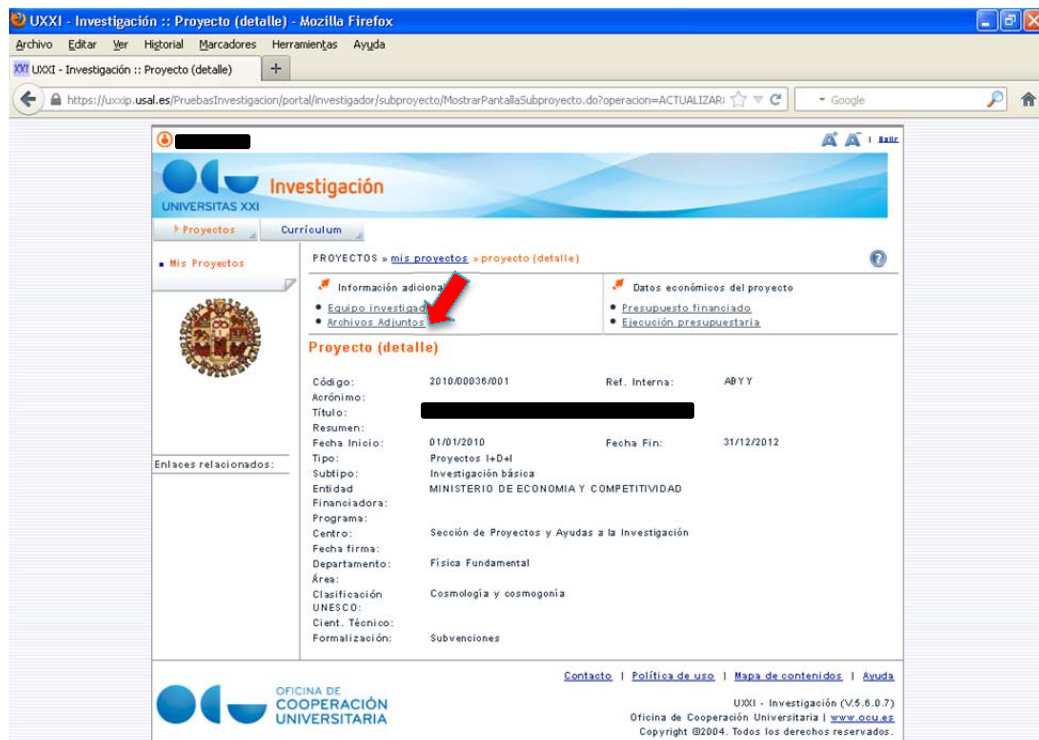 UXXI - Investigación :: Proyecto (detalle) - Mozilla Firefox
Archivo Editar Ver Historial Marcadores Herramientas Ayuda
UXXI - Investigación :: Proyecto (detalle) +
https://uxxip.usal.es/PruebasInvestigacion/portal/investigador/subproyecto/MostrarPantallaSubproyecto.do?operacion=ACTUALIZAR Google
A+ A- | Salir
UNIVERSITAS XXI Investigación
Proyectos Currículum
Mis Proyectos
PROYECTOS » mis proyectos » proyecto (detalle)
Información Datos económicos del proyecto
Equipo Presupuesto financiado
Archivos Adjuntos Ejecución presupuestaria
Proyecto (detalle)
Código: 2010/00036/001 Ref. Interna: ABYY
Acrónimo:
Título:
Resumen:
Fecha Inicio: 01/01/2010 Fecha Fin: 31/12/2012
Tipo: Proyectos I+D+I
Enlaces relacionados:
Subtipo: Investigación básica
Entidad Financiadora: MINISTERIO DE ECONOMIA Y COMPETITIVIDAD
Programa:
Centro: Sección de Proyectos y Ayudas a la Investigación
Fecha firma:
Departamento: Física Fundamental
Área:
Clasificación UNESCO: Cosmología y cosmogonía
Cient. Técnico:
Formalización: Subvenciones
Contacto | Política de uso | Mapa de contenidos | Ayuda
OFICINA DE
COOPERACIÓN
UNIVERSITARIA
UXXI - Investigación (V.5.6.0.7)
Oficina de Cooperación Universitaria | www.ocu.es
Copyright ©2004. Todos los derechos reservados.